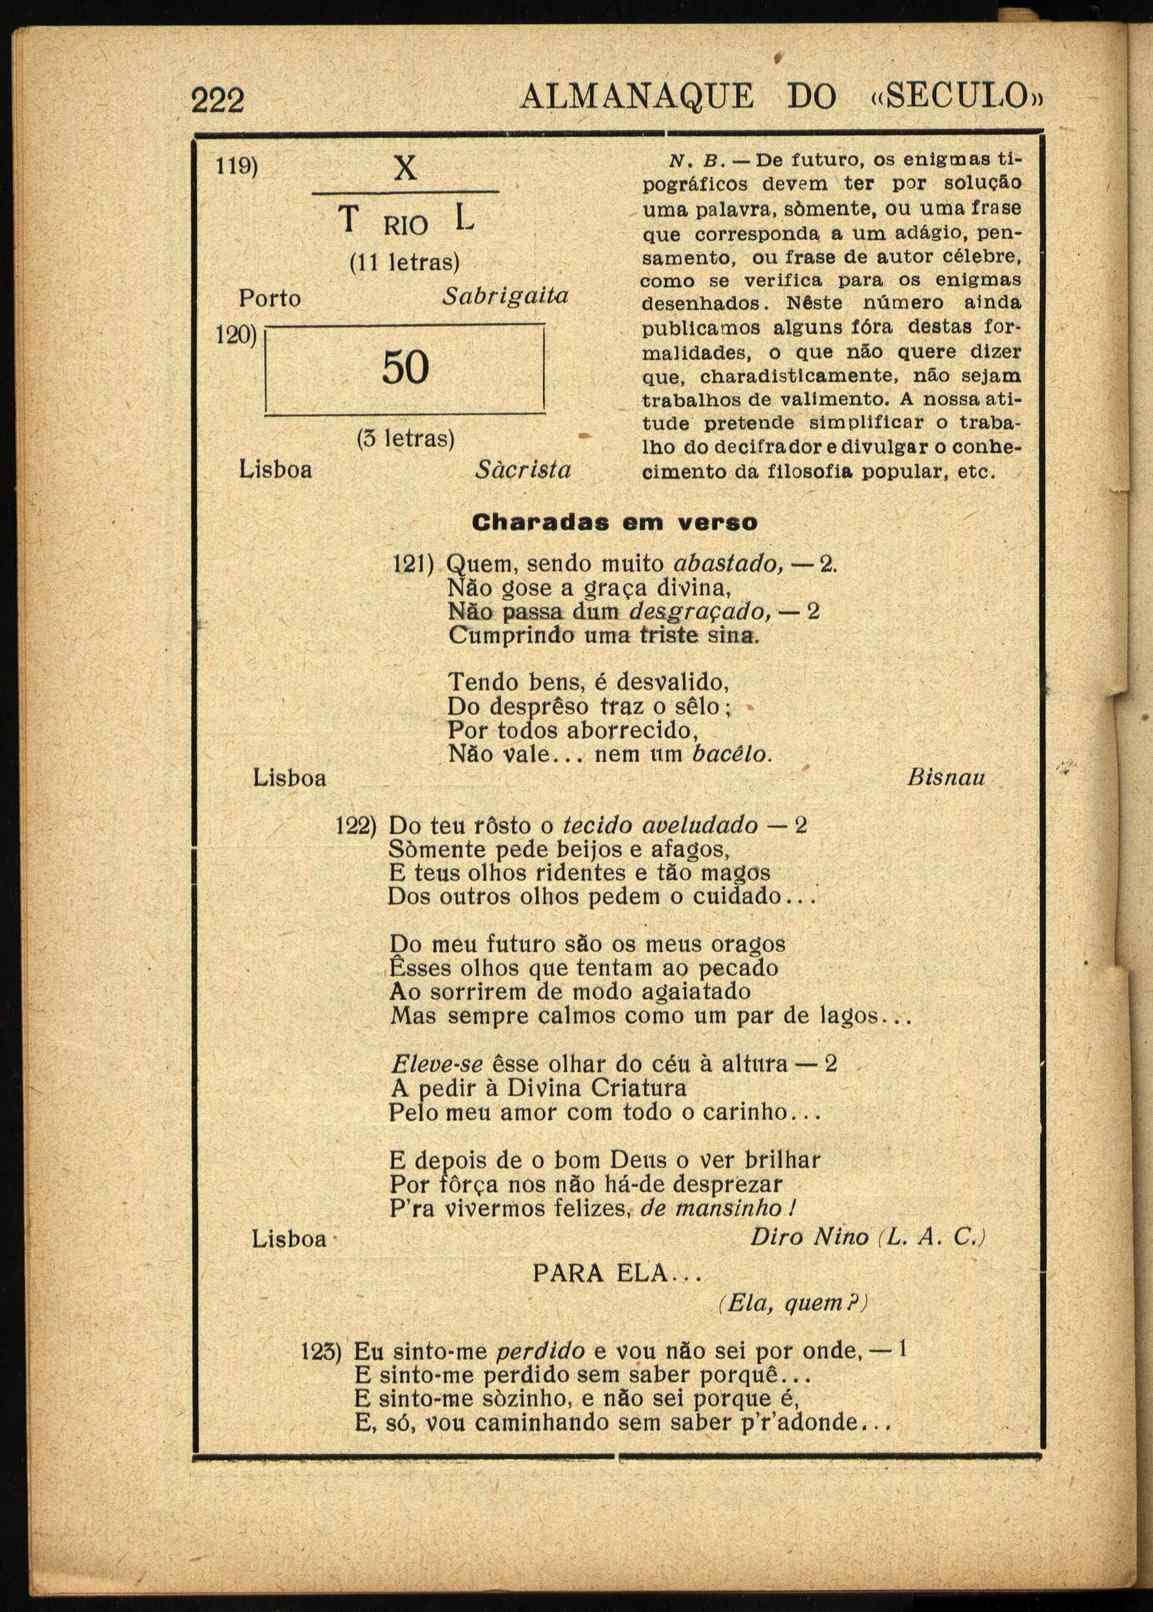 222 ALMANAQUE DO «SECULO»
119) X
T RIO L
(11 letras)
Porto Sabrigaita
120)
50
(3 letras)
Lisboa Sàcrista
N. B. — De futuro, os enigmas ti-
pográficos devem ter por solução
uma palavra, sòmente, ou uma frase
que corresponda a um adágio, pen-
samento, ou frase de autor célebre,
como se verifica para os enigmas
desenhados. Nêste número ainda
publicamos alguns fóra destas for-
malidades, o que não quere dizer
que, charadisticamente, não sejam
trabalhos de valimento. A nossa ati-
tude pretende simplificar o traba-
lho do decifrador e divulgar o conhe-
cimento da filosofia popular, etc.
Charadas em verso
121) Quem, sendo muito abastado, — 2.
Não gose a graça divina,
Não passa dum desgraçado, — 2
Cumprindo uma triste sina.
Tendo bens, é desvalido,
Do desprêso traz o sêlo;
Por todos aborrecido,
Não vale... nem um bacêlo.
Lisboa Bisnau
122) Do teu rôsto o tecido aveludado — 2
Sòmente pede beijos e afagos,
E teus olhos ridentes e tão magos
Dos outros olhos pedem o cuidado...
Do meu futuro são os meus oragos
Êsses olhos que tentam ao pecado
Ao sorrirem de modo agaiatado
Mas sempre calmos como um par de lagos...
Eleve-se êsse olhar do céu à altura — 2
A pedir à Divina Criatura
Pelo meu amor com todo o carinho...
E depois de o bom Deus o ver brilhar
Por fôrça nos não há-de desprezar
P'ra vivermos felizes, de mansinho!
Lisboa Diro Nino (L. A. C.)
PARA ELA...
(Ela, quem?)
123) Eu sinto-me perdido e vou não sei por onde, — 1
E sinto-me perdido sem saber porquê...
E sinto-me sòzinho, e não sei porque é,
E, só, vou caminhando sem saber p'r'adonde...